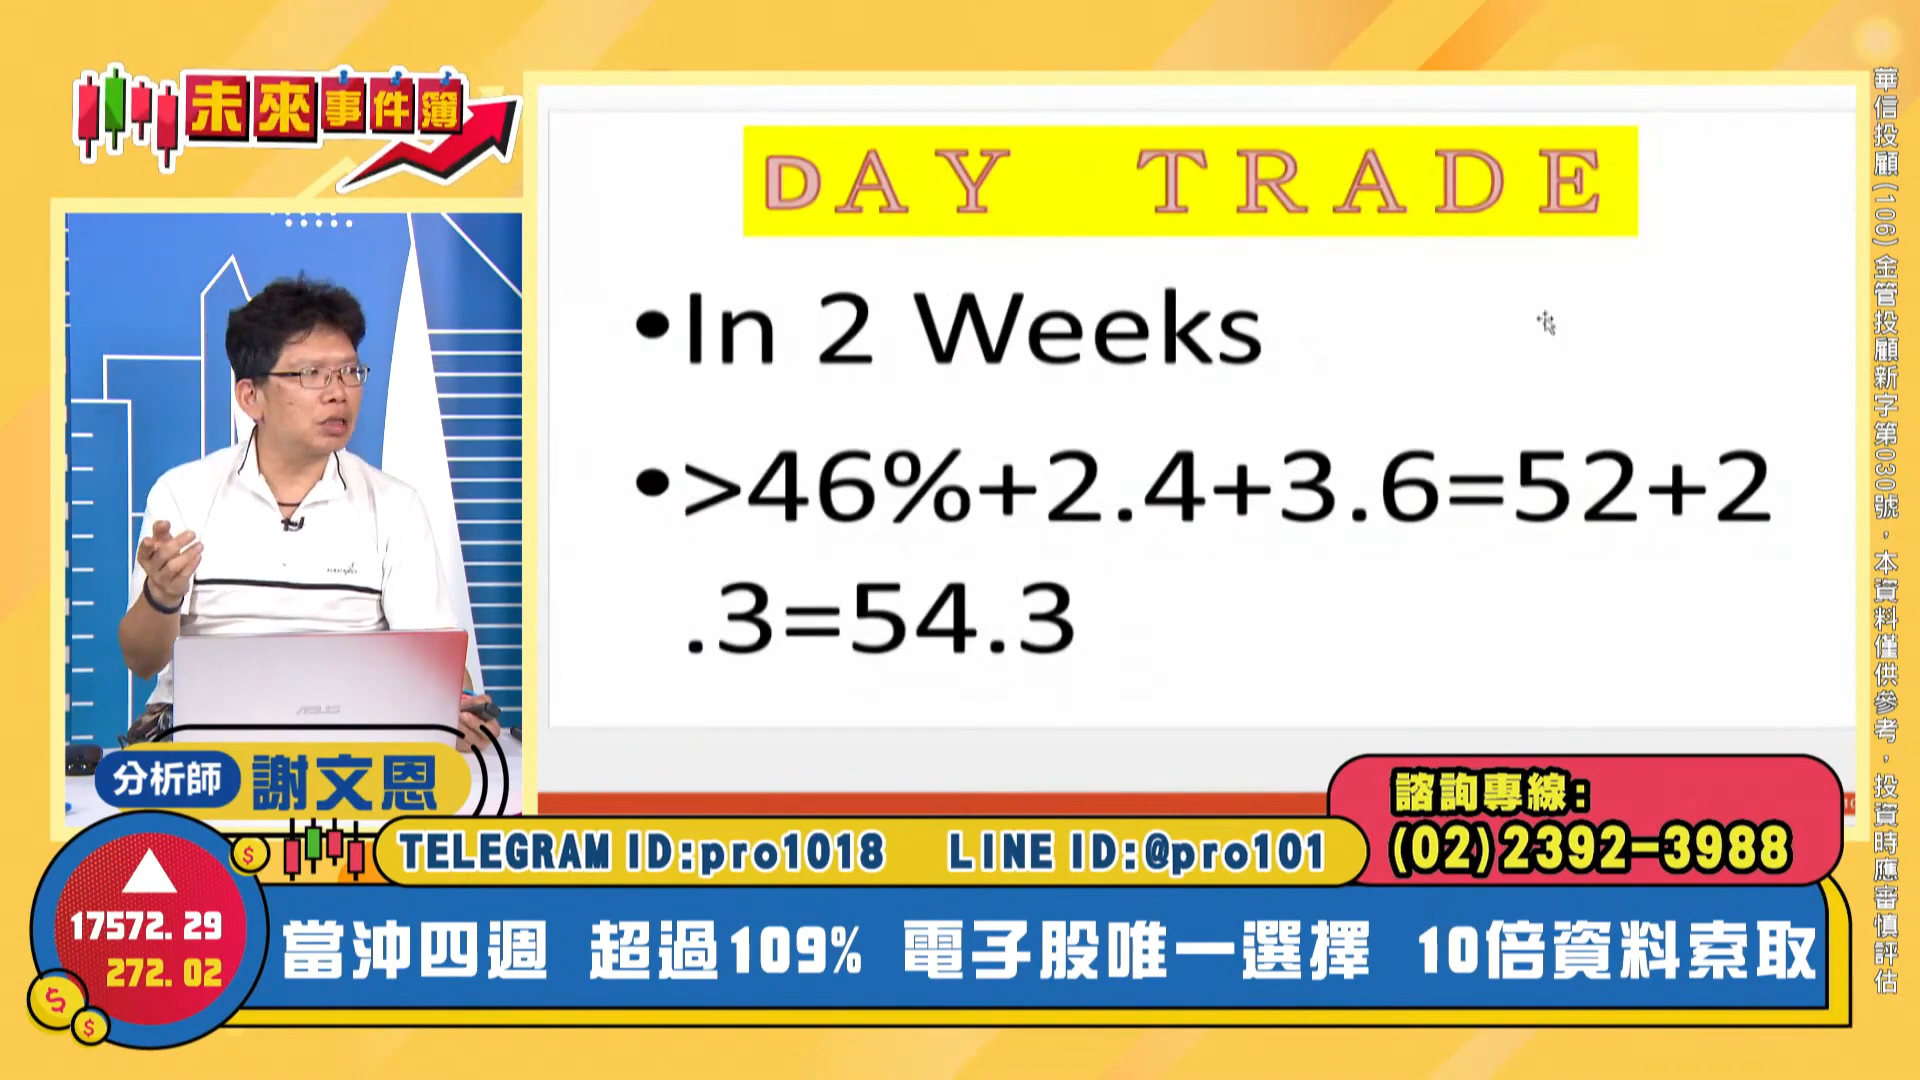 未來事件簿
DAY TRADE
•In 2 Weeks
•>46%+2.4+3.6=52+2
.3=54.3
ASUS
分析師 謝文恩
諮詢專線:
(02)2392-3988
TELEGRAM ID:pro1018 LINE ID:@pro101
17572.29
272.02
當沖四週 超過109% 電子股唯一選擇 10倍資料索取
華信投顧(106)金管投顧新字第030號，本資料僅供參考，投資時應審慎評估